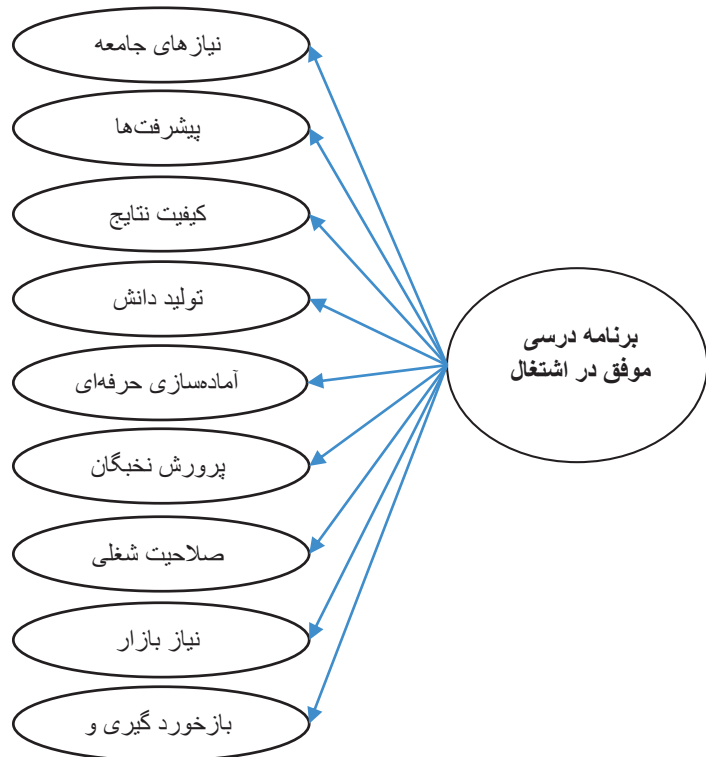 نیازهای جامعه
پیشرفت‌ها
کیفیت نتایج
تولید دانش
آماده‌سازی حرفه‌ای
پرورش نخبگان
صلاحیت شغلی
نیاز بازار
بازخورد گیری و
برنامه درسی
موفق در اشتغال